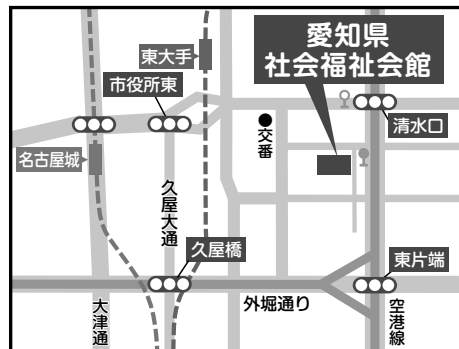 愛知県
社会福祉会館
東大手
市役所東
清水口
交番
名古屋城
久屋大通
久屋橋
東片端
外堀通り
大津通
空港線